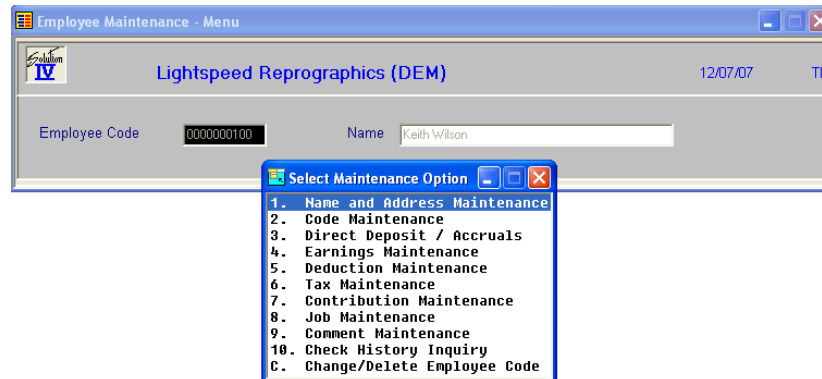 Employee Maintenance - Menu
Solution
IV
Lightspeed Reprographics (DEM)
12/07/07
Employee Code
0000000100
Name
Keith Wilson
Select Maintenance Option
1. Name and Address Maintenance
2. Code Maintenance
3. Direct Deposit / Accruals
4. Earnings Maintenance
5. Deduction Maintenance
6. Tax Maintenance
7. Contribution Maintenance
8. Job Maintenance
9. Comment Maintenance
10. Check History Inquiry
C. Change/Delete Employee Code